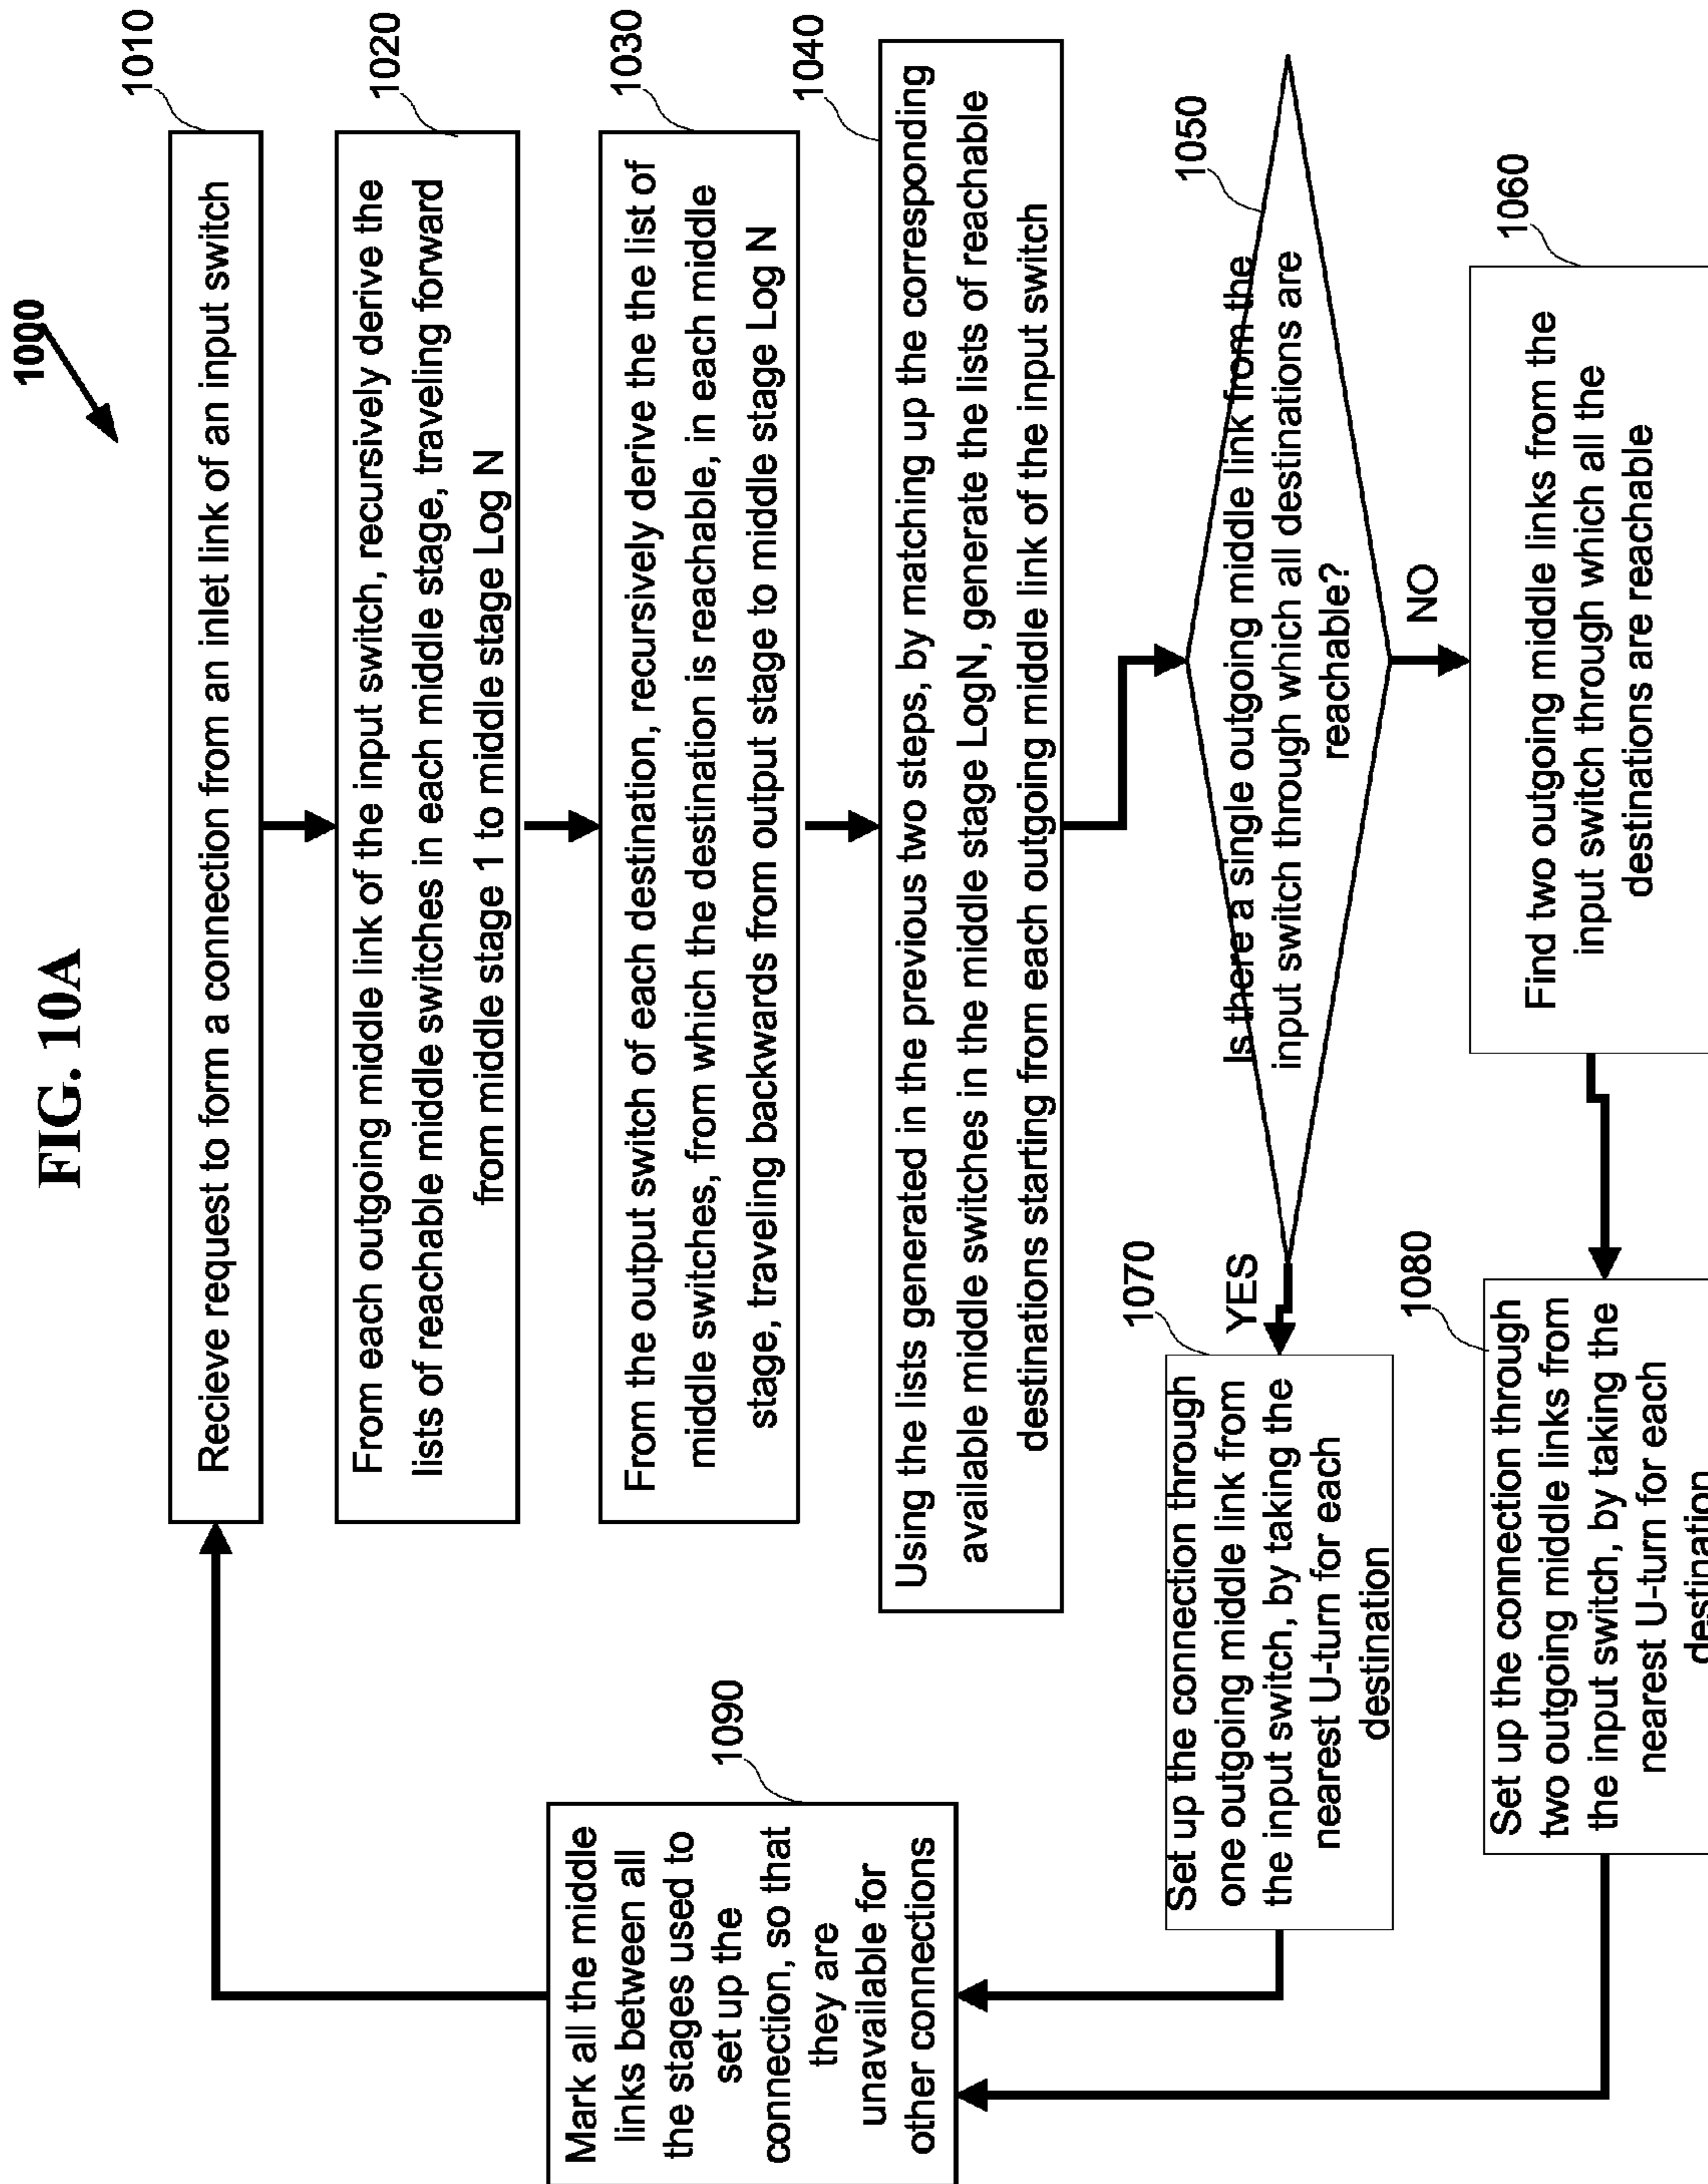 FIG. 10A
1000
1010
Recieve request to form a connection from an inlet link of an input switch
1020
From each outgoing middle link of the input switch, recursively derive the
lists of reachable middle switches in each middle stage, traveling forward
from middle stage 1 to middle stage Log N
1030
From the output switch of each destination, recursively derive the the list of
middle switches, from which the destination is reachable, in each middle
stage, traveling backwards from output stage to middle stage Log N
1040
Using the lists generated in the previous two steps, by matching up the corresponding
available middle switches in the middle stage LogN, generate the lists of reachable
destinations starting from each outgoing middle link of the input switch
1050
Is there a single outgoing middle link from the
input switch through which all destinations are
reachable?
YES
NO
1060
Find two outgoing middle links from the
input switch through which all the
destinations are reachable
1070
Set up the connection through
one outgoing middle link from
the input switch, by taking the
nearest U-turn for each
destination
1080
Set up the connection through
two outgoing middle links from
the input switch, by taking the
nearest U-turn for each
destination
1090
Mark all the middle
links between all
the stages used to
set up the
connection, so that
they are
unavailable for
other connections